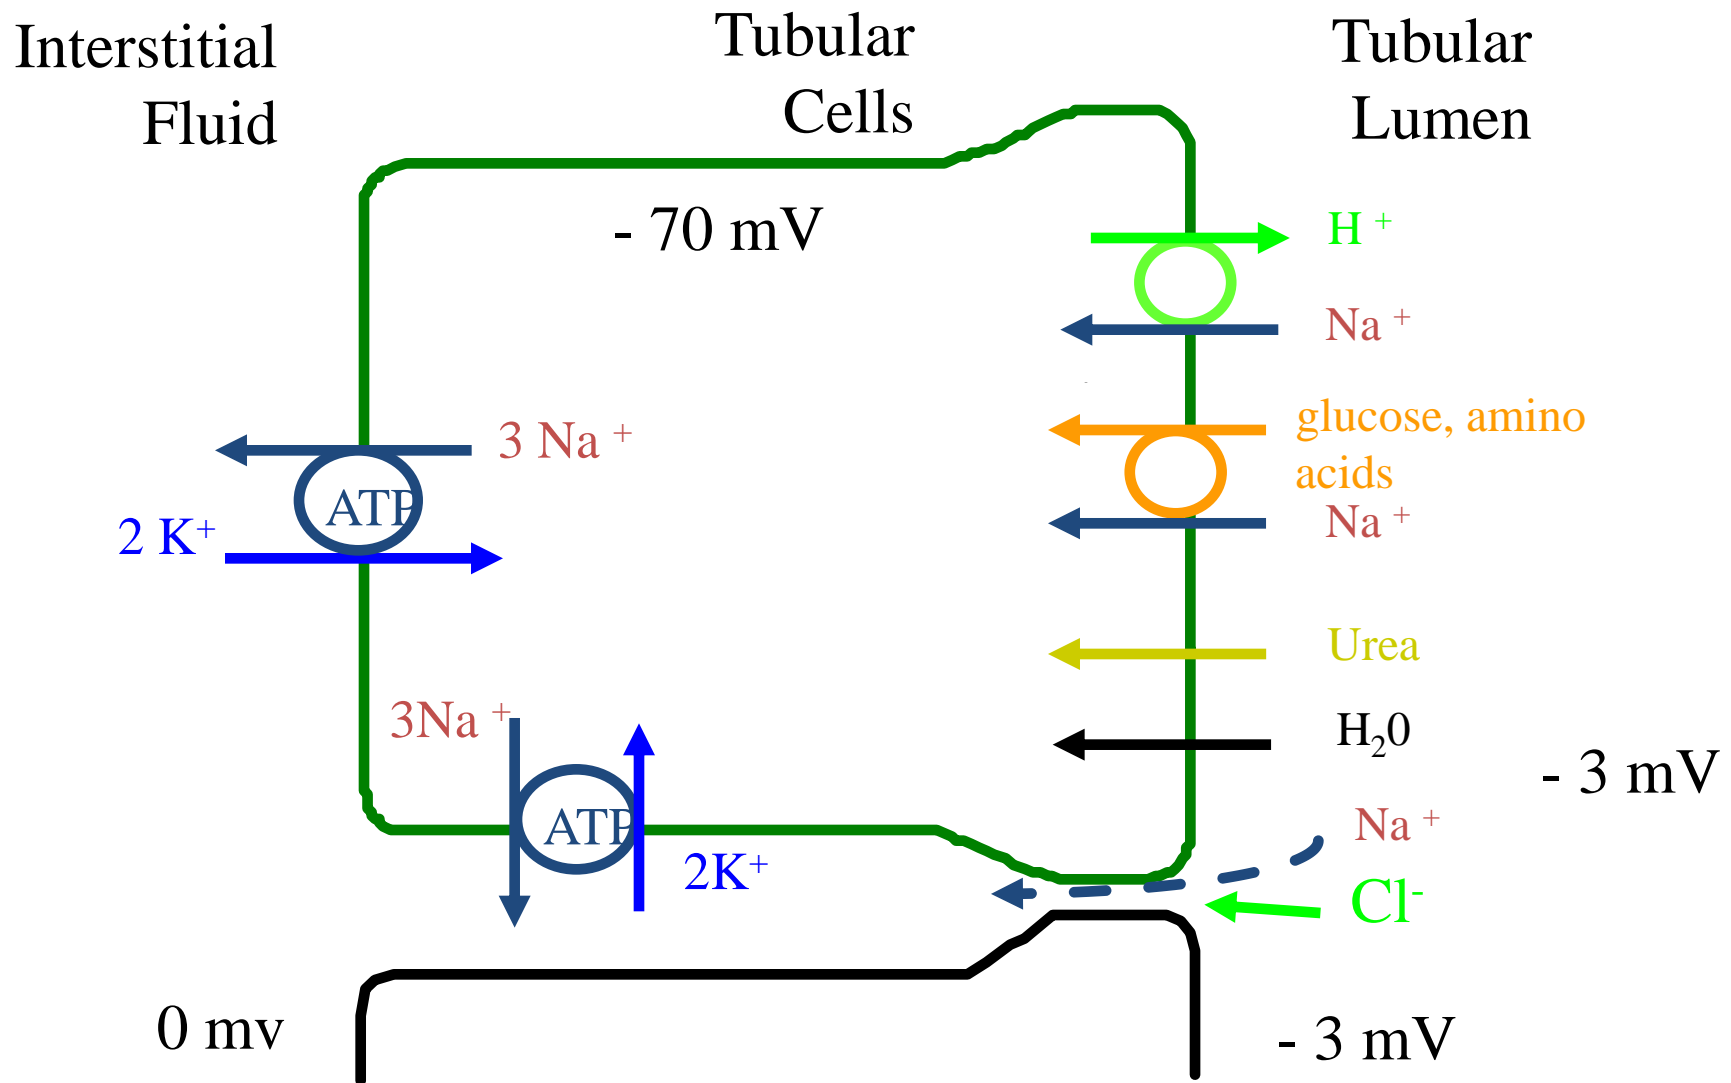 Interstitial
Fluid
Tubular
Cells
Tubular
Lumen
- 70 mV
H +
Na +
glucose, amino
acids
Na +
3 Na +
ATP
2 K+
Urea
3Na +
H20
- 3 mV
ATP
Na +
2K+
Cl-
0 mv
- 3 mV